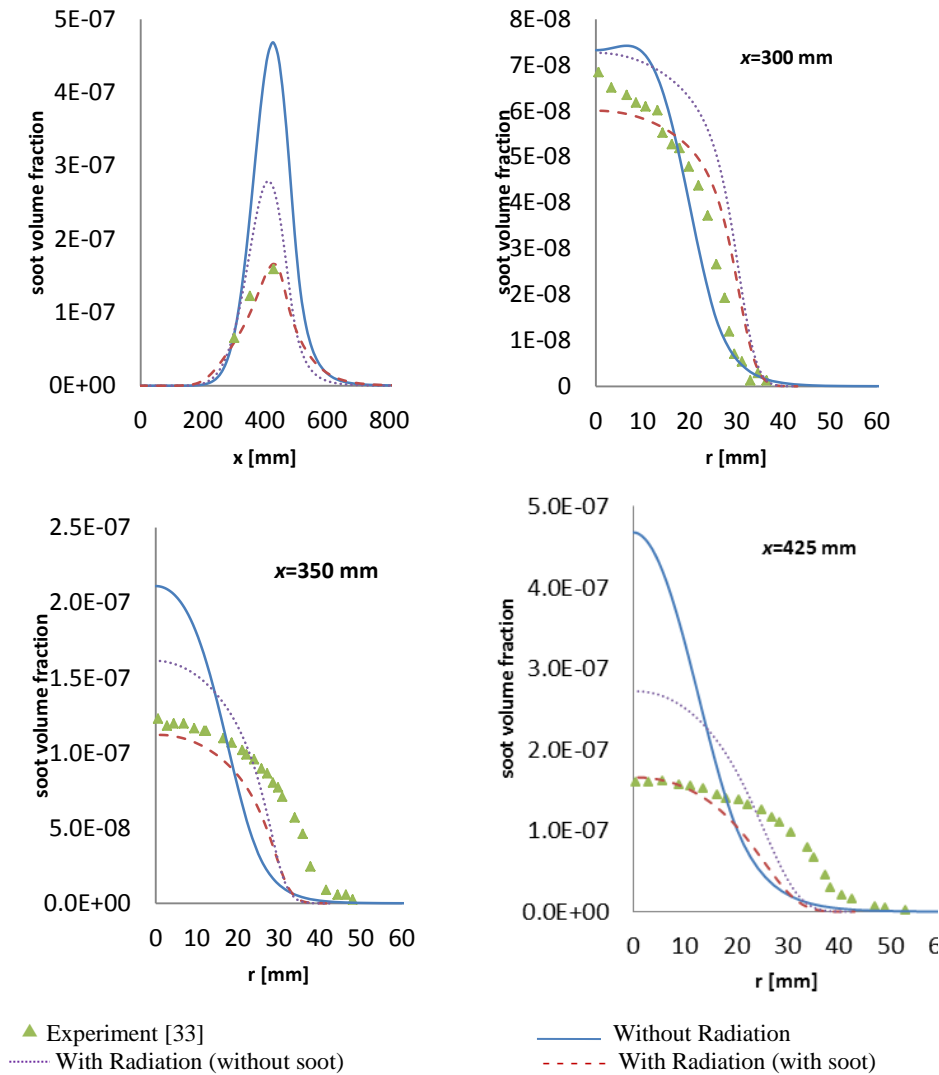 5E-07
4E-07
3E-07
2E-07
1E-07
0E+00
soot volume fraction
0 200 400 600 800
x [mm]
8E-08
7E-08
6E-08
5E-08
4E-08
3E-08
2E-08
1E-08
0
soot volume fraction
x=300 mm
0 10 20 30 40 50 60
r [mm]
2.5E-07
2.0E-07
1.5E-07
1.0E-07
5.0E-08
0.0E+00
soot volume fraction
x=350 mm
0 10 20 30 40 50 60
r [mm]
5.0E-07
4.0E-07
3.0E-07
2.0E-07
1.0E-07
0.0E+00
soot volume fraction
x=425 mm
0 10 20 30 40 50
r [mm]
Experiment [33]
Without Radiation
With Radiation (without soot)
With Radiation (with soot)